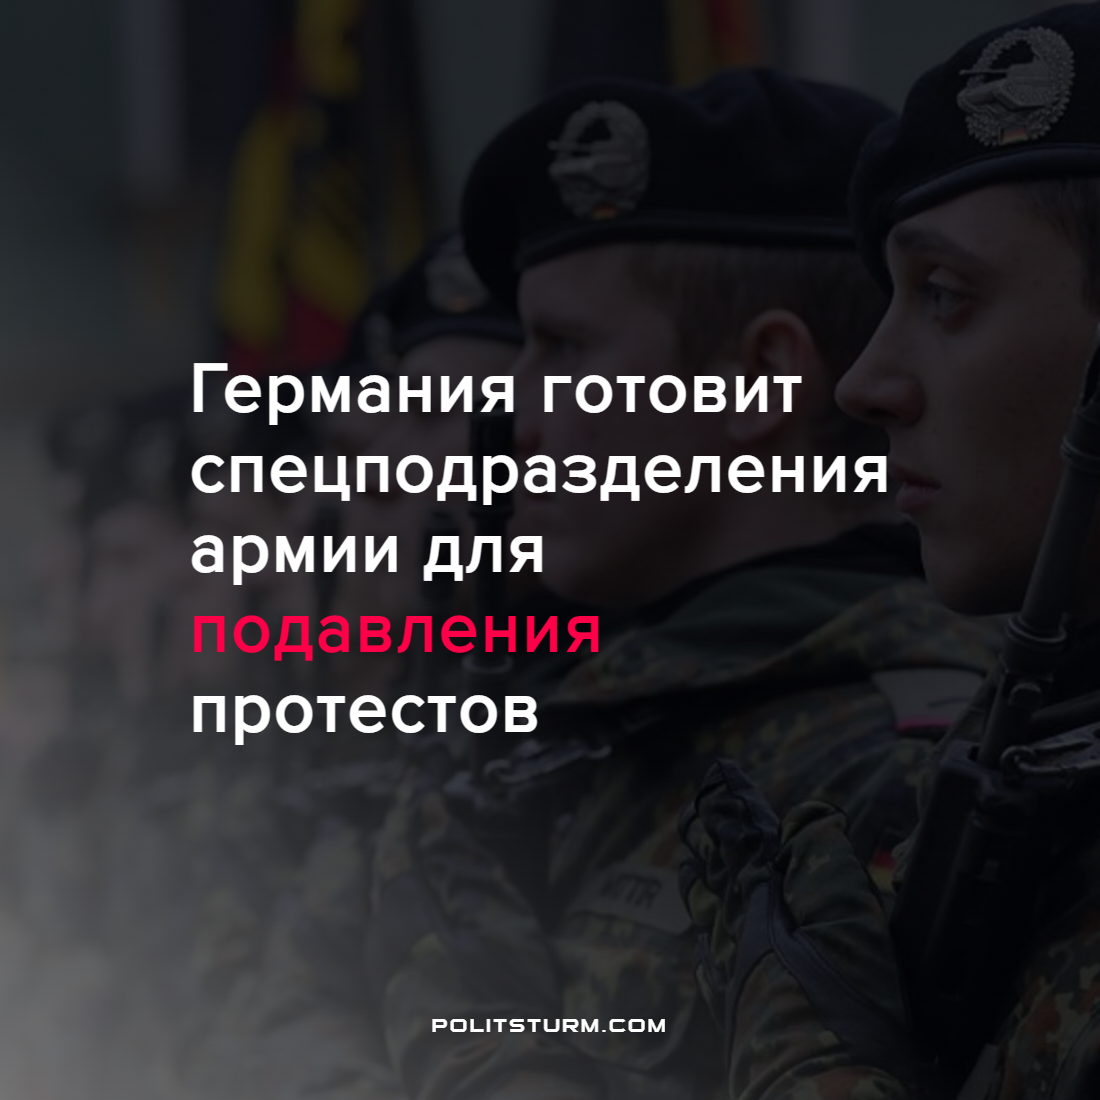 Германия готовит
спецподразделения
армии для
подавления
протестов
POLITSTURM.COM